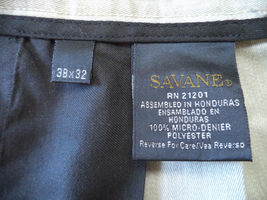 38x32
SAVANE®
RN 21201
ASSEMBLED IN HONDURAS
ENSAMBLADO EN
HONDURAS
100% MICRO-DENIER
POLYESTER
Reverse For Care/Vea Reverso